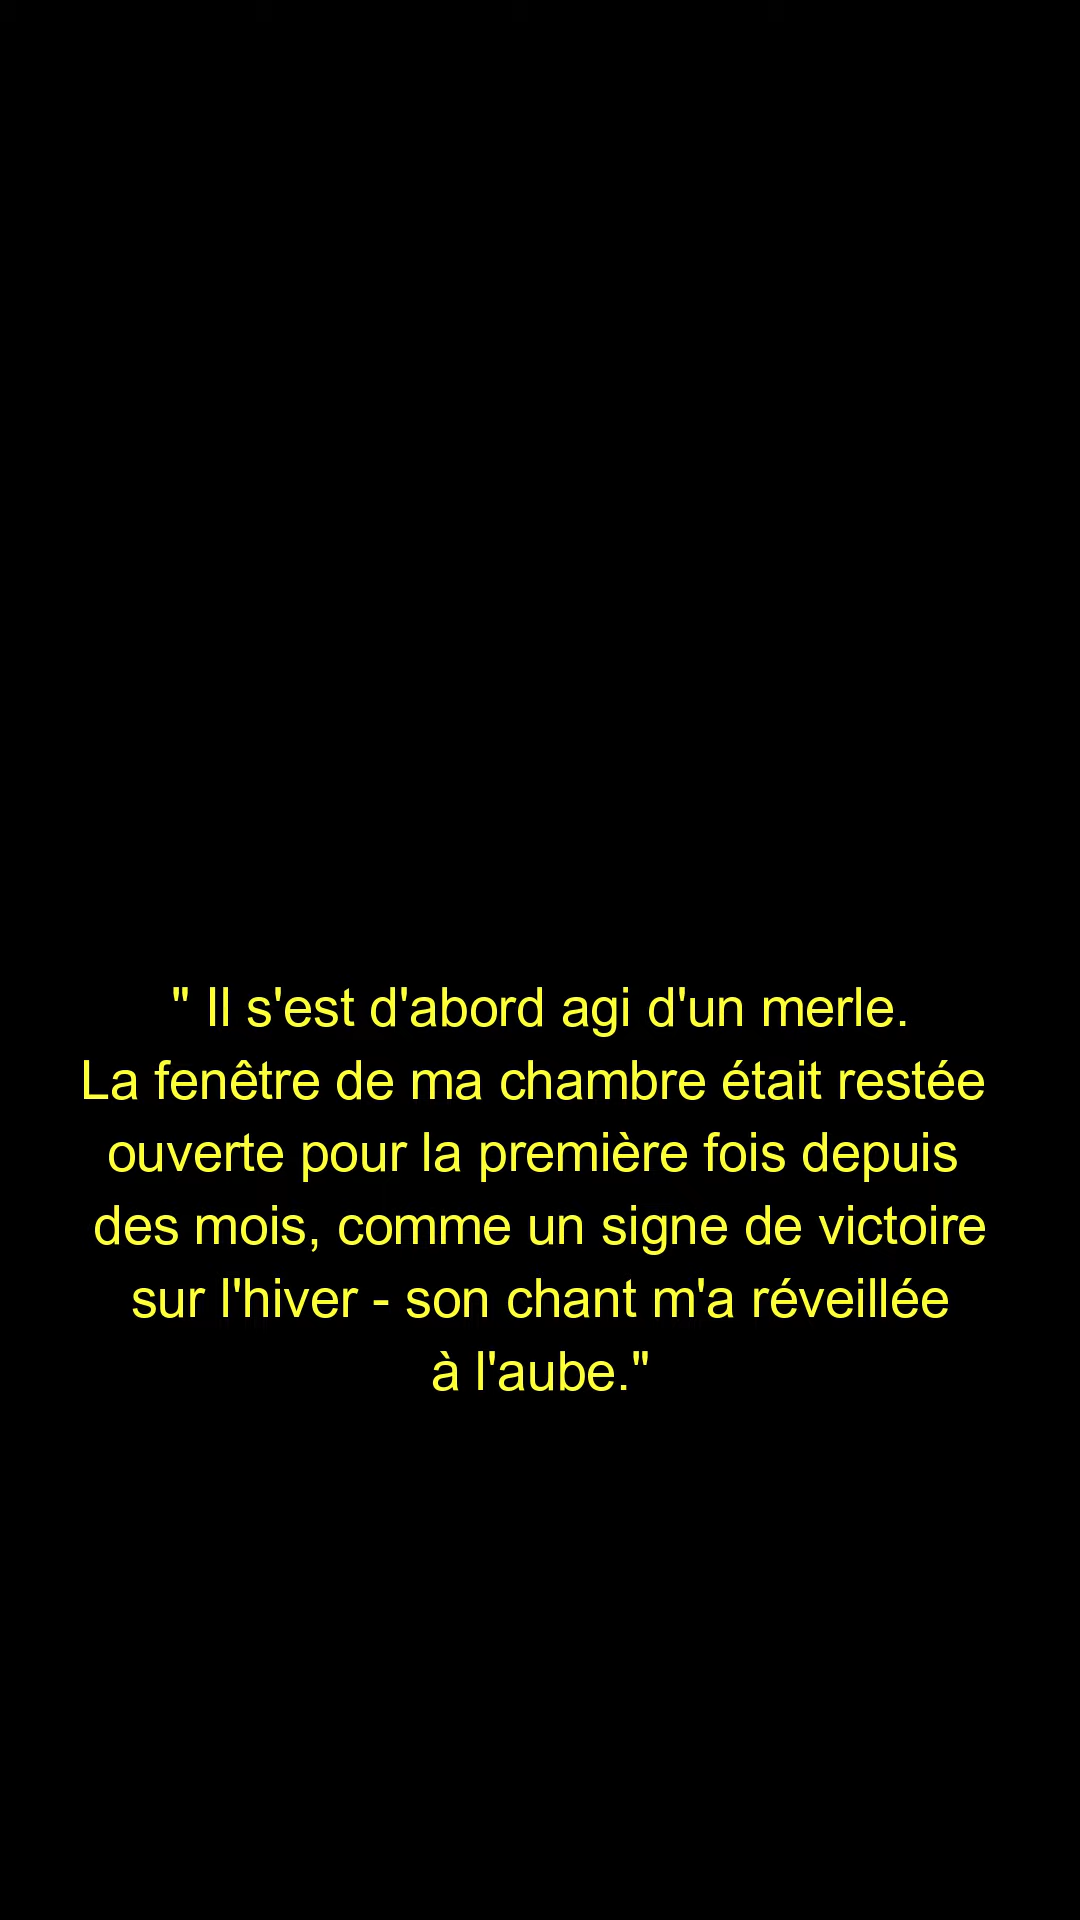 " Il s'est d'abord agi d'un merle.
La fenêtre de ma chambre était restée
ouverte pour la première fois depuis
des mois, comme un signe de victoire
sur l'hiver - son chant m'a réveillée
à l'aube."